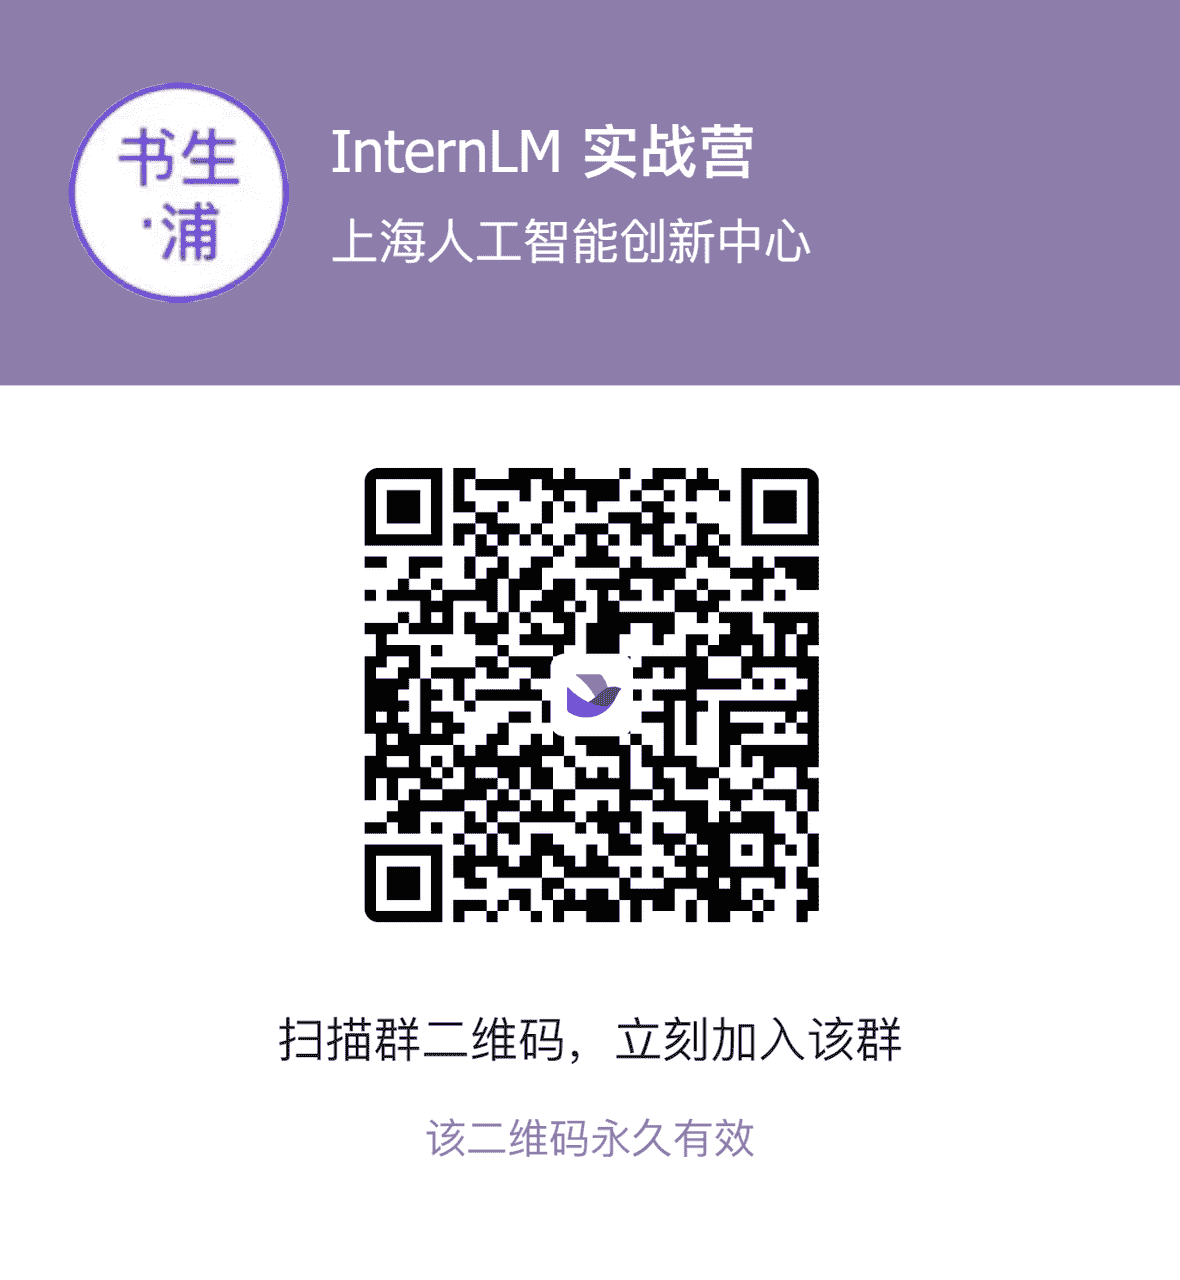 书生
·浦
InternLM 实战营
上海人工智能创新中心
扫描群二维码，立刻加入该群
该二维码永久有效